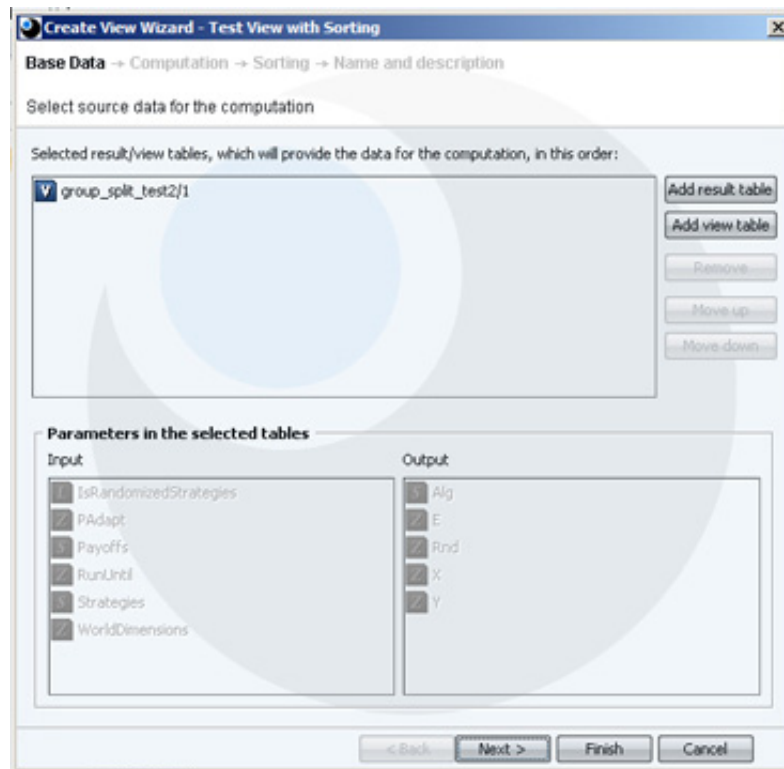 Create View Wizard - Test View with Sorting
Base Data → Computation → Sorting → Name and description
Select source data for the computation
Selected result/view tables, which will provide the data for the computation, in this order:
V group_split_test2/1
Add result table
Add view table
Remove
Move up
Move down
Parameters in the selected tables
Input
L IsRandomizedStrategies
Z PAdapt
S Payoffs
Z RunUntil
S Strategies
Z WorldDimensions
Output
S Alg
Z E
Z Rnd
Z X
Z Y
< Back
Next >
Finish
Cancel